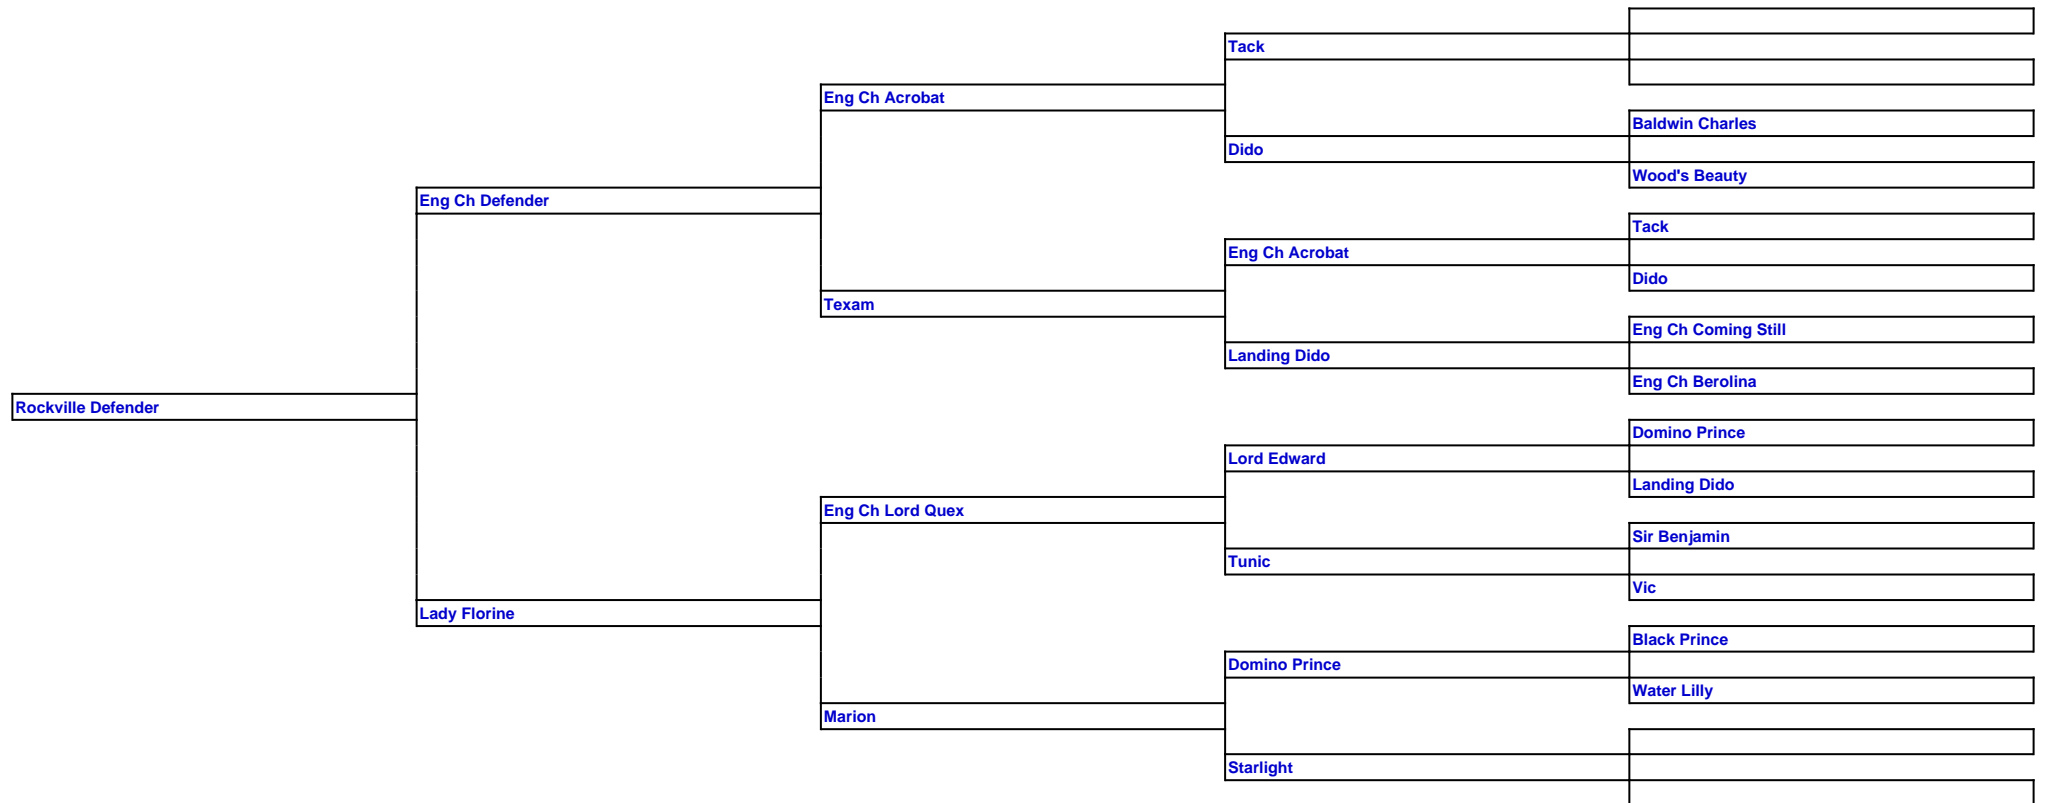 Tack
Eng Ch Acrobat
Baldwin Charles
Dido
Wood's Beauty
Eng Ch Defender
Tack
Eng Ch Acrobat
Dido
Texam
Eng Ch Coming Still
Landing Dido
Eng Ch Berolina
Rockville Defender
Domino Prince
Lord Edward
Landing Dido
Eng Ch Lord Quex
Sir Benjamin
Tunic
Vic
Lady Florine
Black Prince
Domino Prince
Water Lilly
Marion
Starlight